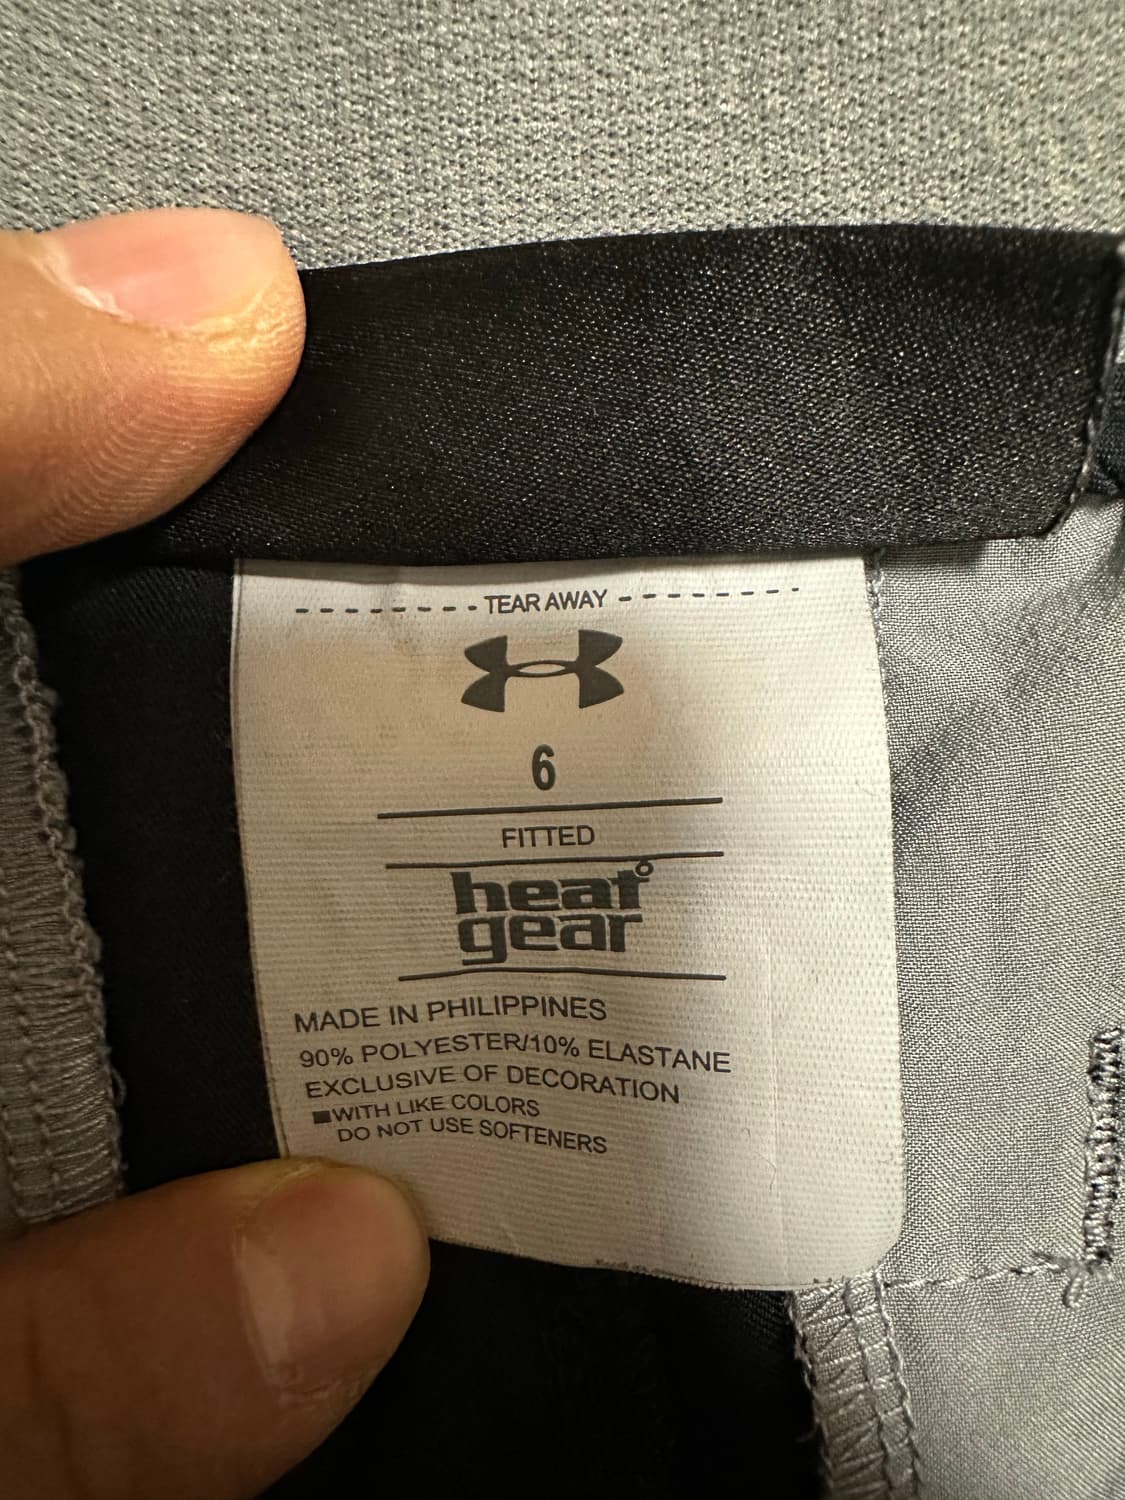 TEAR AWAY
6
FITTED
heat
gear
MADE IN PHILIPPINES
90% POLYESTER/10% ELASTANE
EXCLUSIVE OF DECORATION
■WITH LIKE COLORS
DO NOT USE SOFTENERS